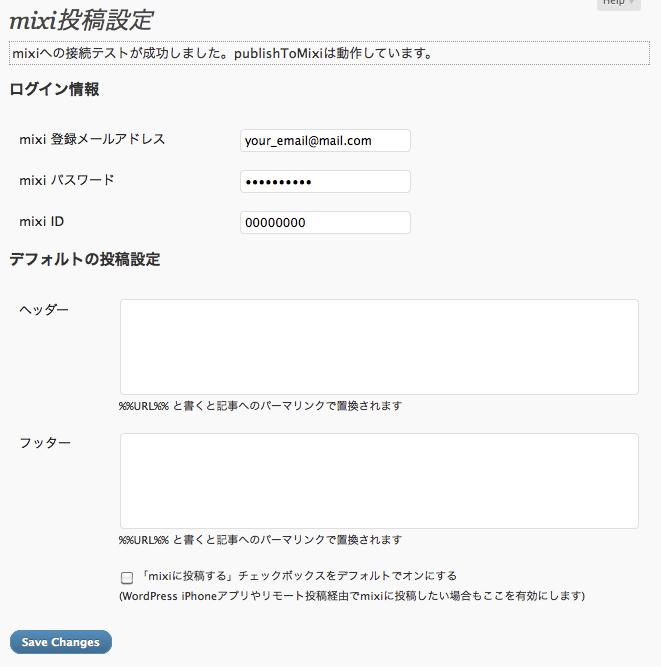 Help
mixi投稿設定
mixiへの接続テストが成功しました。publishToMixiは動作しています。
ログイン情報
mixi 登録メールアドレス
your_email@mail.com
mixi パスワード
••••••••••
mixi ID
00000000
デフォルトの投稿設定
ヘッダー
%%URL%% と書くと記事へのパーマリンクで置換されます
フッター
%%URL%% と書くと記事へのパーマリンクで置換されます
「mixiに投稿する」チェックボックスをデフォルトでオンにする
(WordPress iPhoneアプリやリモート投稿経由でmixiに投稿したい場合もここを有効にします)
Save Changes